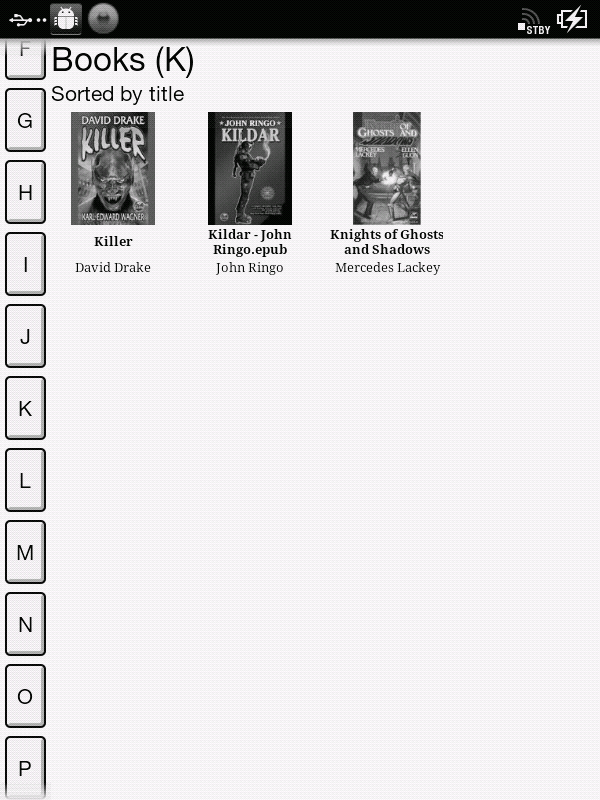 STBY
Books (K)
Sorted by title
F
G
H
I
J
K
L
M
N
O
P
DAVID DRAKE
KILLER
KARL EDWARD WAGNER
Killer
David Drake
JOHN RINGO
KILDAR
Kildar - John
Ringo.epub
John Ringo
OF
GHOSTS AND
MERCEDES
LACKEY
ELLEN
GUON
Knights of Ghosts
and Shadows
Mercedes Lackey